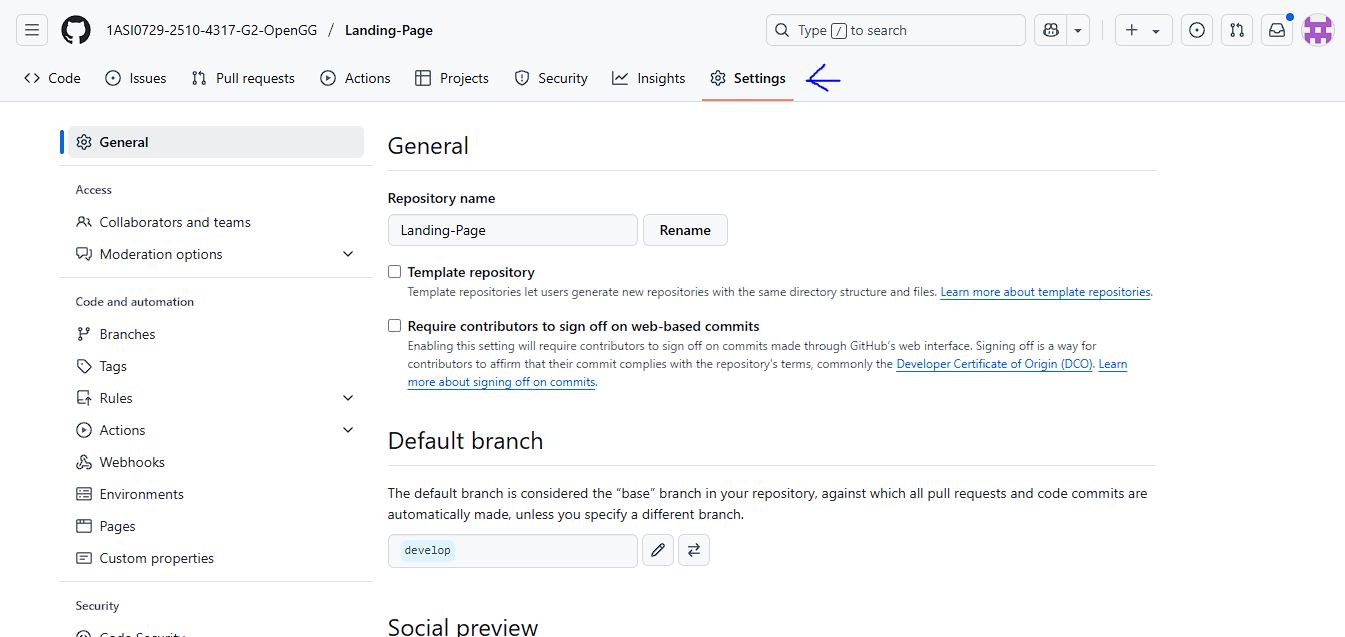 1ASI0729-2510-4317-G2-OpenGG / Landing-Page
Type / to search
Code Issues Pull requests Actions Projects Security Insights Settings
General
Access
Collaborators and teams
Moderation options
Code and automation
Branches
Tags
Rules
Actions
Webhooks
Environments
Pages
Custom properties
Security
Code Security
General
Repository name
Landing-Page Rename
Template repository
Template repositories let users generate new repositories with the same directory structure and files. Learn more about template repositories.
Require contributors to sign off on web-based commits
Enabling this setting will require contributors to sign off on commits made through GitHub's web interface. Signing off is a way for
contributors to affirm that their commit complies with the repository's terms, commonly the Developer Certificate of Origin (DCO). Learn
more about signing off on commits.
Default branch
The default branch is considered the “base” branch in your repository, against which all pull requests and code commits are
automatically made, unless you specify a different branch.
develop
Social preview